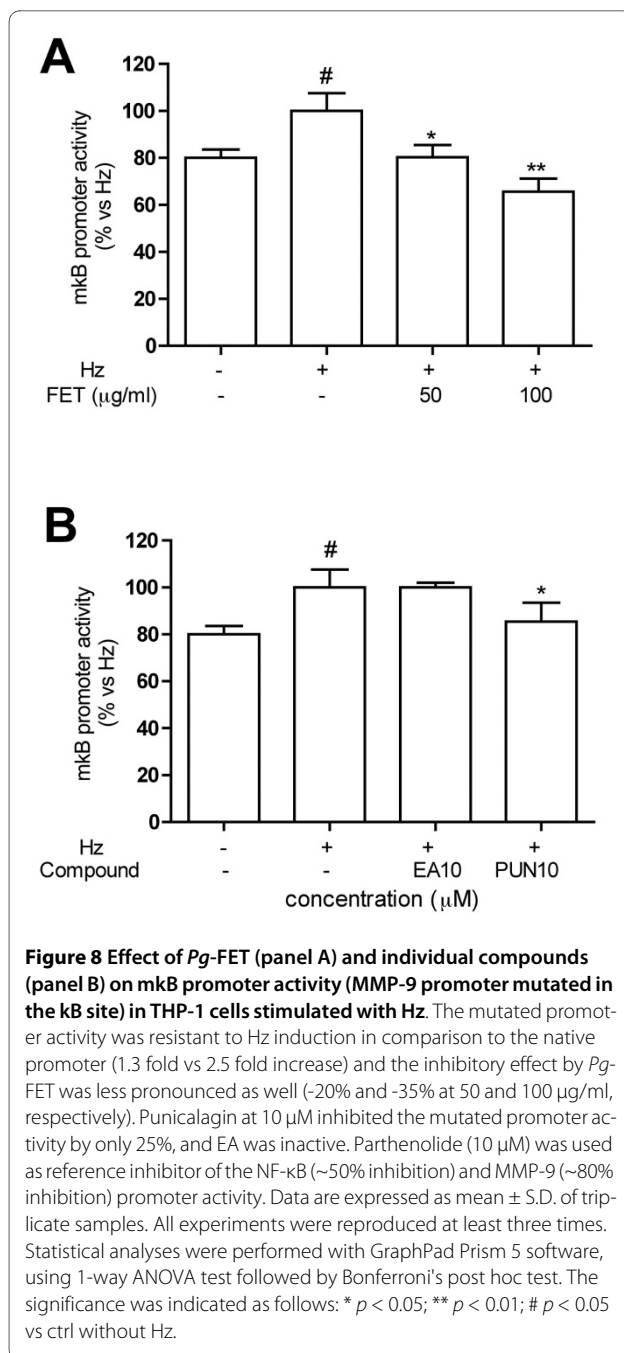 A
120
#
100
*
80
**
60
40
20
0
mkB promoter activity
(% vs Hz)
Hz - + + +
FET (μg/ml) - - 50 100
B
120
#
100
*
80
60
40
20
0
mkB promoter activity
(% vs Hz)
Hz - + + +
Compound - - EA10 PUN10
concentration (μM)
Figure 8 Effect of Pg-FET (panel A) and individual compounds
(panel B) on mkB promoter activity (MMP-9 promoter mutated in
the kB site) in THP-1 cells stimulated with Hz. The mutated promot-
er activity was resistant to Hz induction in comparison to the native
promoter (1.3 fold vs 2.5 fold increase) and the inhibitory effect by Pg-
FET was less pronounced as well (-20% and -35% at 50 and 100 μg/ml,
respectively). Punicalagin at 10 μM inhibited the mutated promoter ac-
tivity by only 25%, and EA was inactive. Parthenolide (10 μM) was used
as reference inhibitor of the NF-κB (~50% inhibition) and MMP-9 (~80%
inhibition) promoter activity. Data are expressed as mean ± S.D. of trip-
licate samples. All experiments were reproduced at least three times.
Statistical analyses were performed with GraphPad Prism 5 software,
using 1-way ANOVA test followed by Bonferroni's post hoc test. The
significance was indicated as follows: * p < 0.05; ** p < 0.01; # p < 0.05
vs ctrl without Hz.